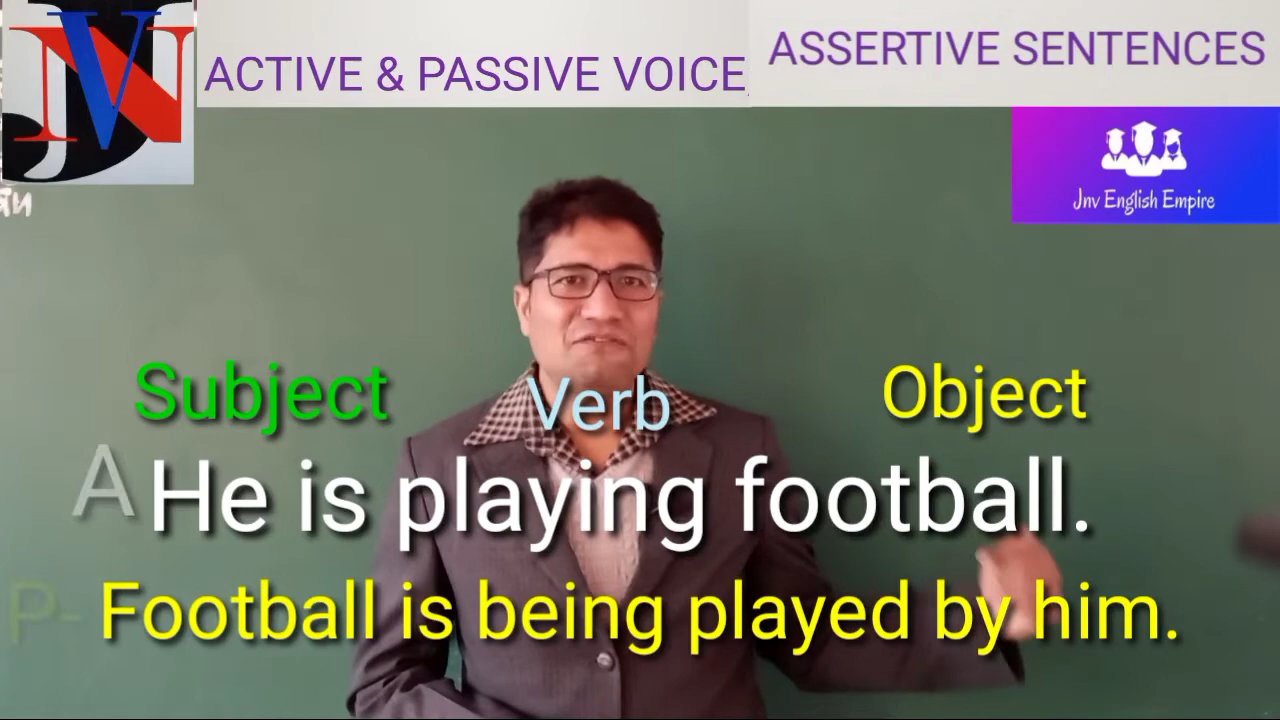 JNV
ACTIVE & PASSIVE VOICE,
ASSERTIVE SENTENCES
Jnv English Empire
Subject Verb Object
A He is playing football.
P- Football is being played by him.